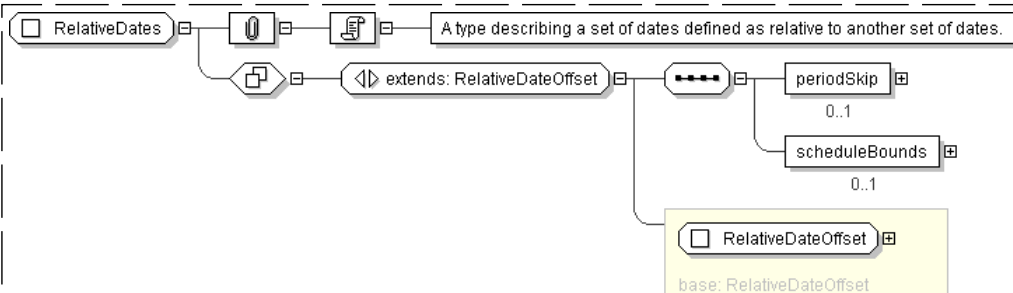 RelativeDates
A type describing a set of dates defined as relative to another set of dates.
extends: RelativeDateOffset
periodSkip
0..1
scheduleBounds
0..1
RelativeDateOffset
base: RelativeDateOffset